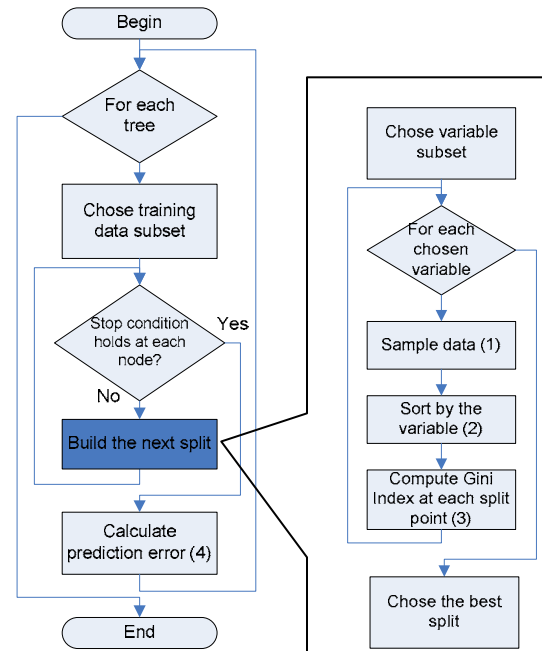 Begin
For each
tree
Chose training
data subset
Stop condition
holds at each
node?
Yes
No
Build the next split
Calculate
prediction error (4)
End
Chose variable
subset
For each
chosen
variable
Sample data (1)
Sort by the
variable (2)
Compute Gini
Index at each split
point (3)
Chose the best
split